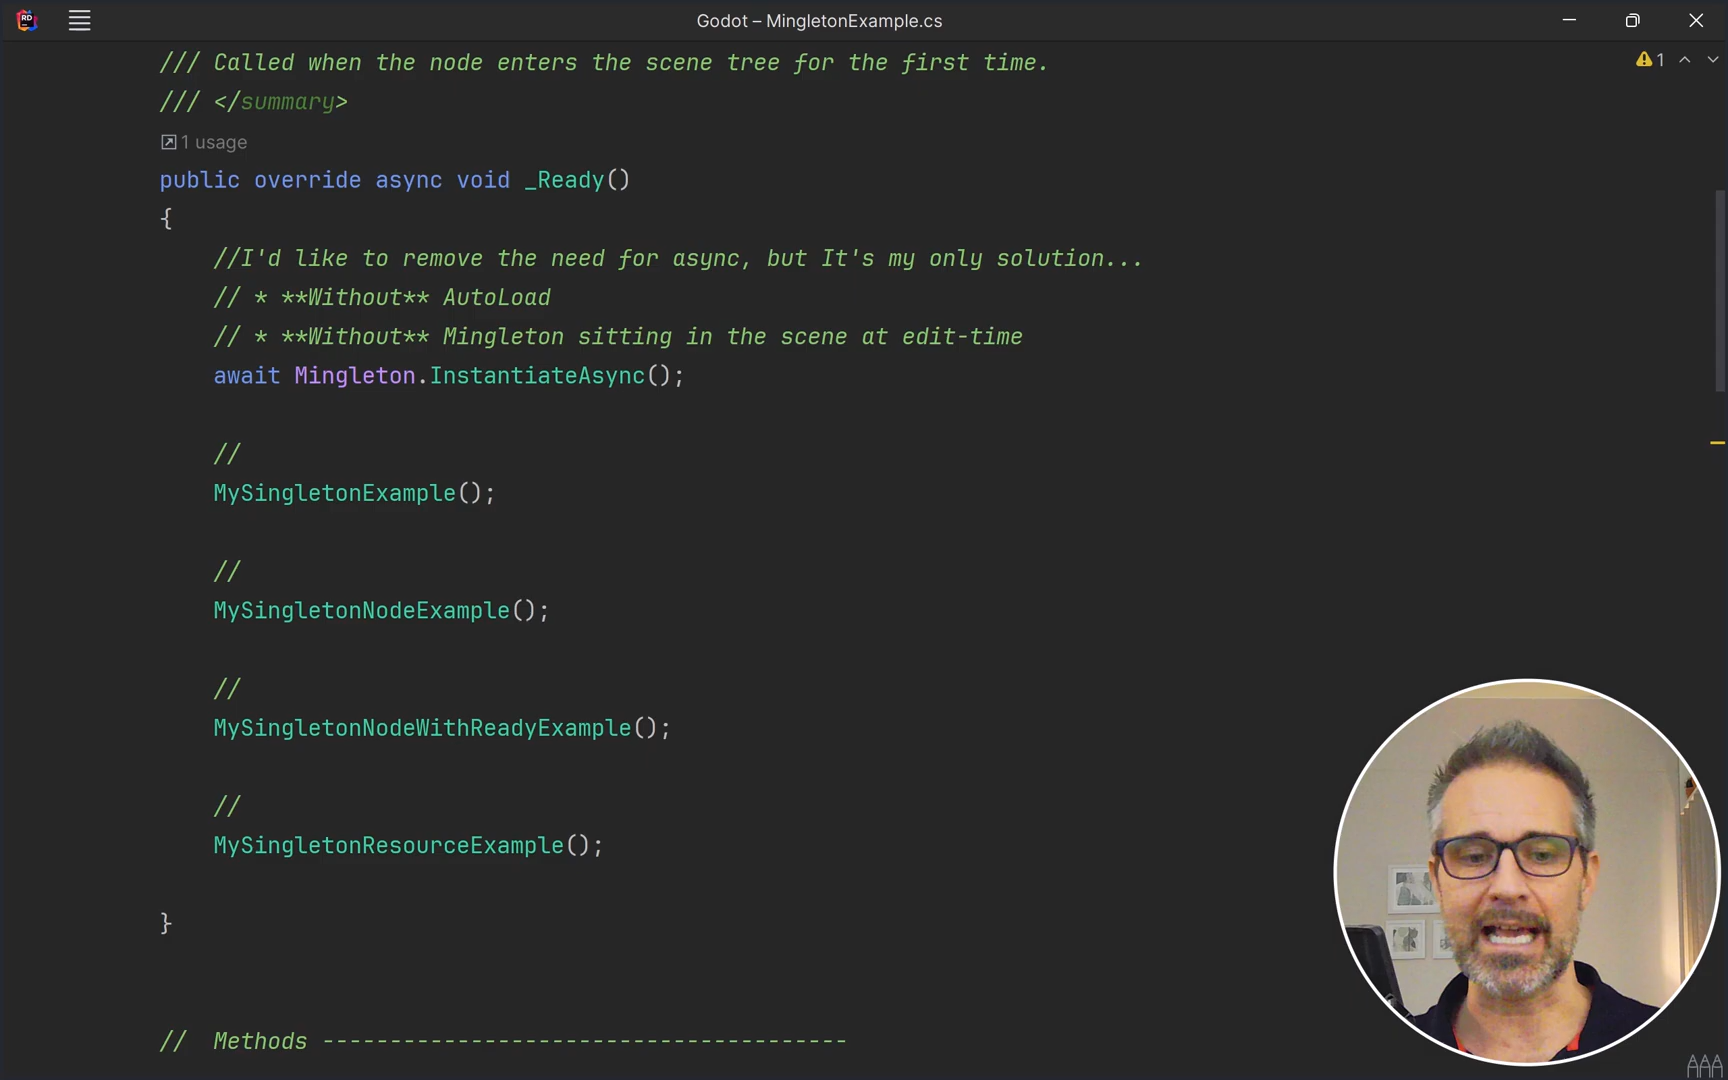 RD
Godot – MingletonExample.cs
/// Called when the node enters the scene tree for the first time.
1
/// </summary>
1 usage
public override async void _Ready()
{
//I'd like to remove the need for async, but It's my only solution...
// * **Without** AutoLoad
// * **Without** Mingleton sitting in the scene at edit-time
await Mingleton.InstantiateAsync();
//
MySingletonExample();
//
MySingletonNodeExample();
//
MySingletonNodeWithReadyExample();
//
MySingletonResourceExample();
}
// Methods ---------------------------------------